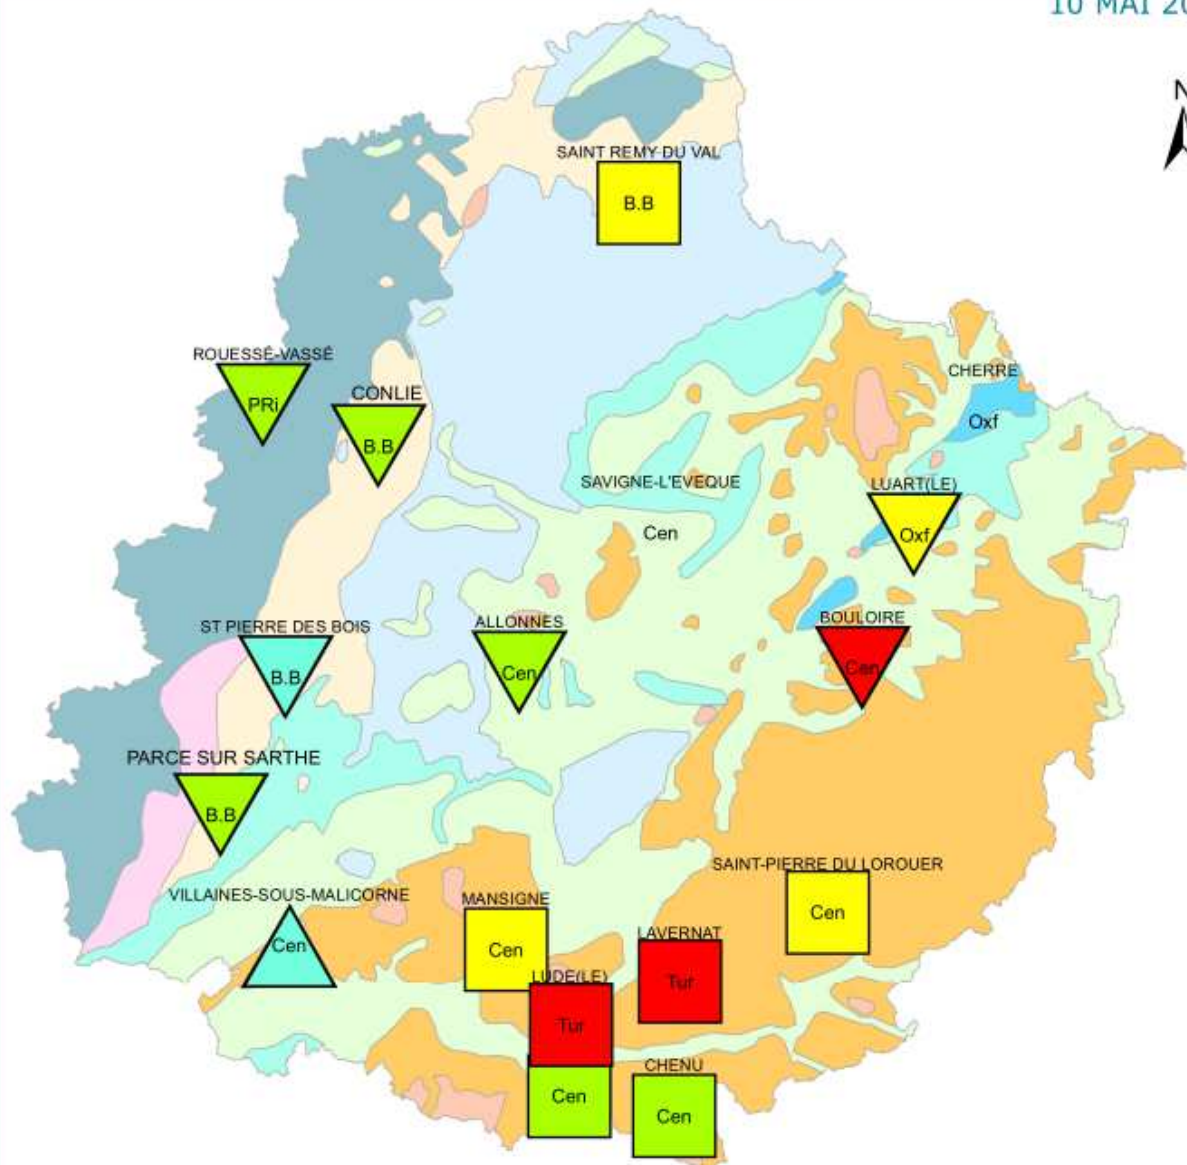 10 MAI 20
N
SAINT REMY DU VAL
B.B
ROUESSÉ-VASSÉ
PRi
CONLIE
B.B
CHERRE
Oxf
SAVIGNE-L'EVEQUE
Cen
LUART(LE)
Oxf
ST PIERRE DES BOIS
B.B
ALLONNES
Cen
BOULOIRE
Cen
PARCE SUR SARTHE
B.B
VILLAINES-SOUS-MALICORNE
Cen
MANSIGNE
Cen
SAINT-PIERRE DU LOROUER
Cen
LAVERNAT
Tur
LUDE(LE)
Tur
Cen
CHENU
Cen